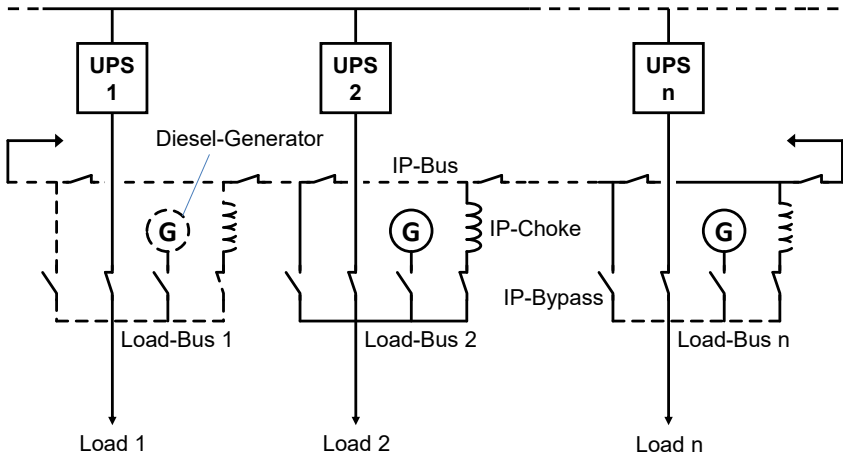 UPS
1
UPS
2
UPS
n
Diesel-Generator
IP-Bus
G
G
IP-Choke
G
IP-Bypass
Load-Bus 1
Load-Bus 2
Load-Bus n
Load 1
Load 2
Load n